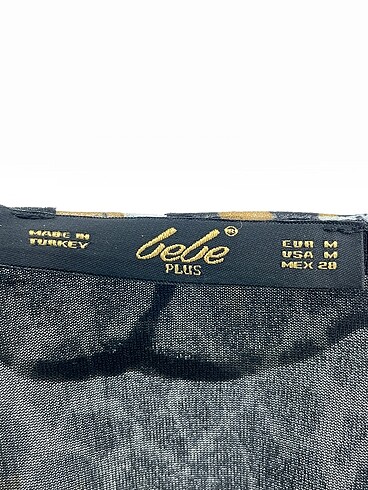 MADE IN
TURKEY
bebe®
PLUS
EUR M
USA M
MEX 28